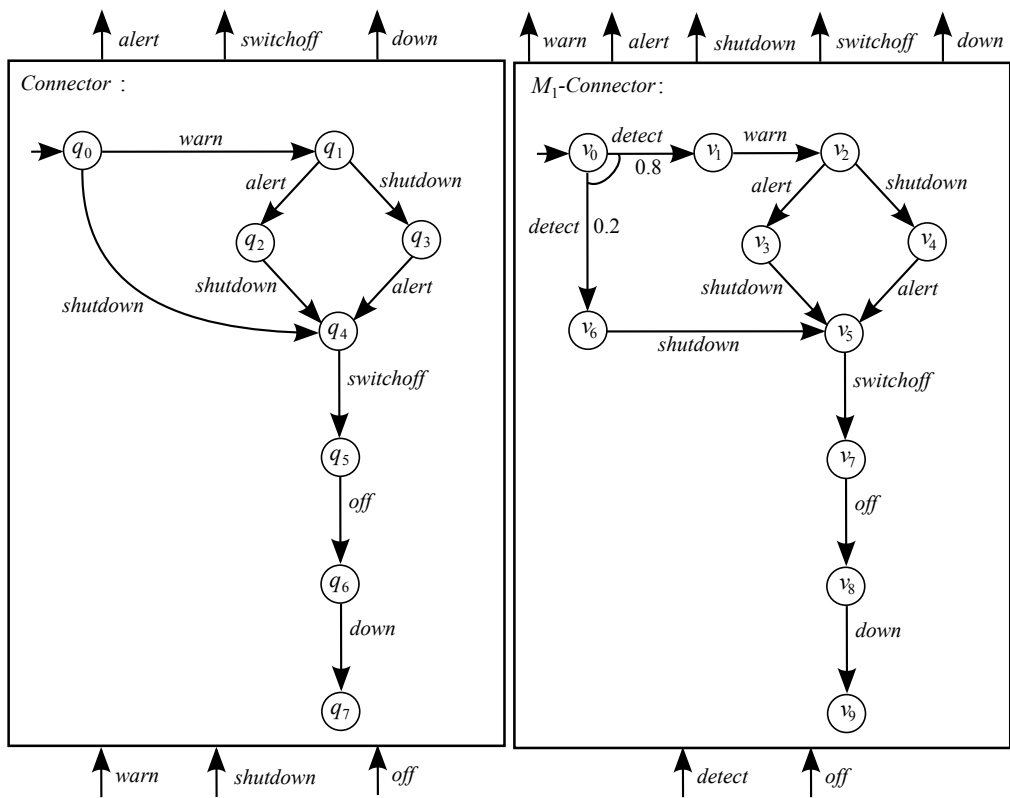 alert switchoff down
Connector :
q0 warn q1
alert shutdown
q2 q3
shutdown shutdown alert
q4
switchoff
q5
off
q6
down
q7
warn shutdown off
warn alert shutdown switchoff down
M1-Connector:
v0 detect 0.8 v1 warn v2
alert shutdown
detect 0.2 v3 v4
shutdown alert
v6 shutdown v5
switchoff
v7
off
v8
down
v9
detect off